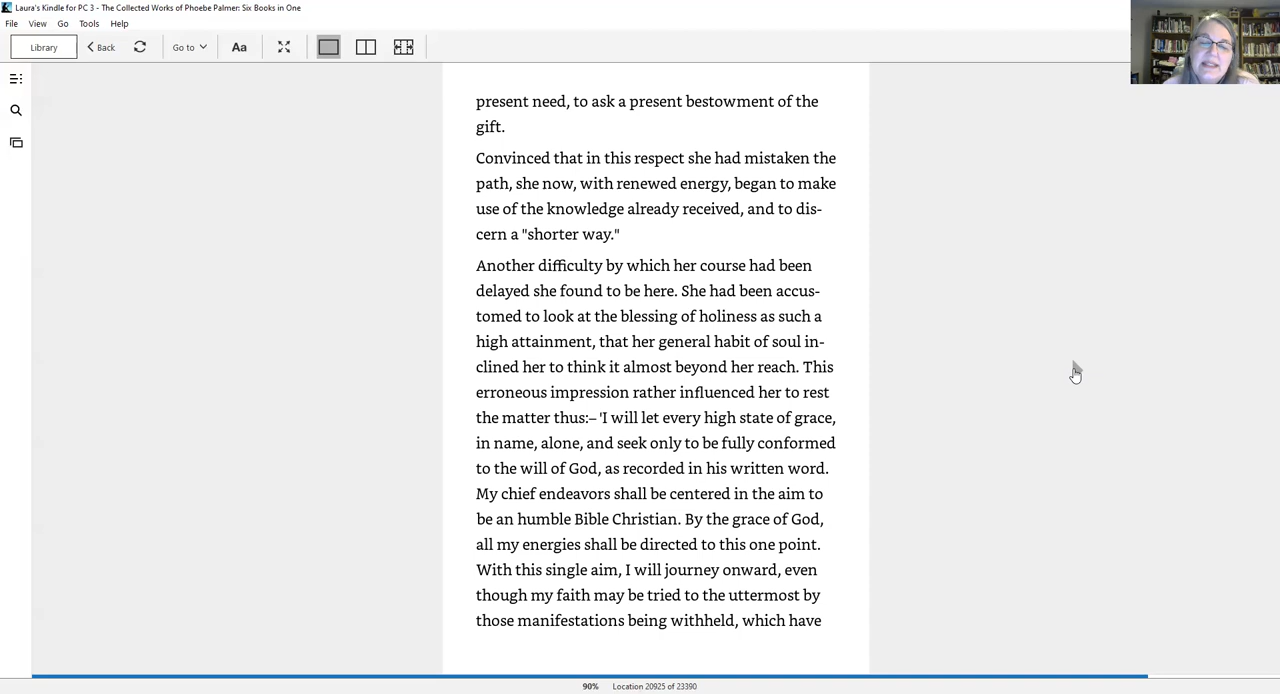 Laura's Kindle for PC 3 - The Collected Works of Phoebe Palmer: Six Books in One
File View Go Tools Help
Library Back Go to Aa
present need, to ask a present bestowment of the
gift.
Convinced that in this respect she had mistaken the
path, she now, with renewed energy, began to make
use of the knowledge already received, and to dis-
cern a "shorter way."
Another difficulty by which her course had been
delayed she found to be here. She had been accus-
tomed to look at the blessing of holiness as such a
high attainment, that her general habit of soul in-
clined her to think it almost beyond her reach. This
erroneous impression rather influenced her to rest
the matter thus:– 'I will let every high state of grace,
in name, alone, and seek only to be fully conformed
to the will of God, as recorded in his written word.
My chief endeavors shall be centered in the aim to
be an humble Bible Christian. By the grace of God,
all my energies shall be directed to this one point.
With this single aim, I will journey onward, even
though my faith may be tried to the uttermost by
those manifestations being withheld, which have
90% Location 20925 of 23390